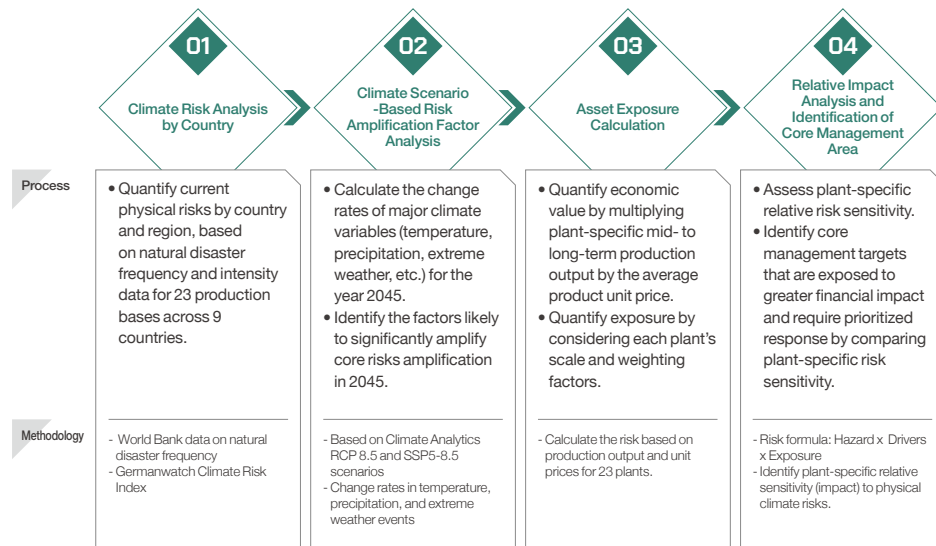 01
Climate Risk Analysis
by Country
02
Climate Scenario
-Based Risk
Amplification Factor
Analysis
03
Asset Exposure
Calculation
04
Relative Impact
Analysis and
Identification of
Core Management
Area
Process
• Quantify current
physical risks by country
and region, based
on natural disaster
frequency and intensity
data for 23 production
bases across 9
countries.
• Calculate the change
rates of major climate
variables (temperature,
precipitation, extreme
weather, etc.) for the
year 2045.
• Identify the factors likely
to significantly amplify
core risks amplification
in 2045.
• Quantify economic
value by multiplying
plant-specific mid- to
long-term production
output by the average
product unit price.
• Quantify exposure by
considering each plant's
scale and weighting
factors.
• Assess plant-specific
relative risk sensitivity.
• Identify core
management targets
that are exposed to
greater financial impact
and require prioritized
response by comparing
plant-specific risk
sensitivity.
Methodology
- World Bank data on natural
disaster frequency
- Germanwatch Climate Risk
Index
- Based on Climate Analytics
RCP 8.5 and SSP5-8.5
scenarios
- Change rates in temperature,
precipitation, and extreme
weather events
- Calculate the risk based on
production output and unit
prices for 23 plants.
- Risk formula: Hazard x Drivers
x Exposure
- Identify plant-specific relative
sensitivity (impact) to physical
climate risks.